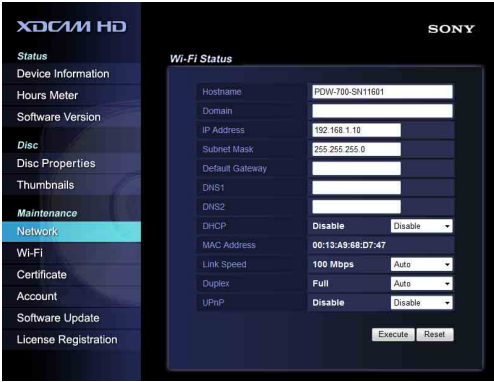 XDCAM HD
SONY
Status
Device Information
Hours Meter
Software Version
Disc
Disc Properties
Thumbnails
Maintenance
Network
Wi-Fi
Certificate
Account
Software Update
License Registration
Wi-Fi Status
Hostname PDW-700-SN11601
Domain
IP Address 192.168.1.10
Subnet Mask 255.255.255.0
Default Gateway
DNS1
DNS2
DHCP Disable Disable
MAC Address 00:13:A9:68:D7:47
Link Speed 100 Mbps Auto
Duplex Full Auto
UPnP Disable Disable
Execute Reset